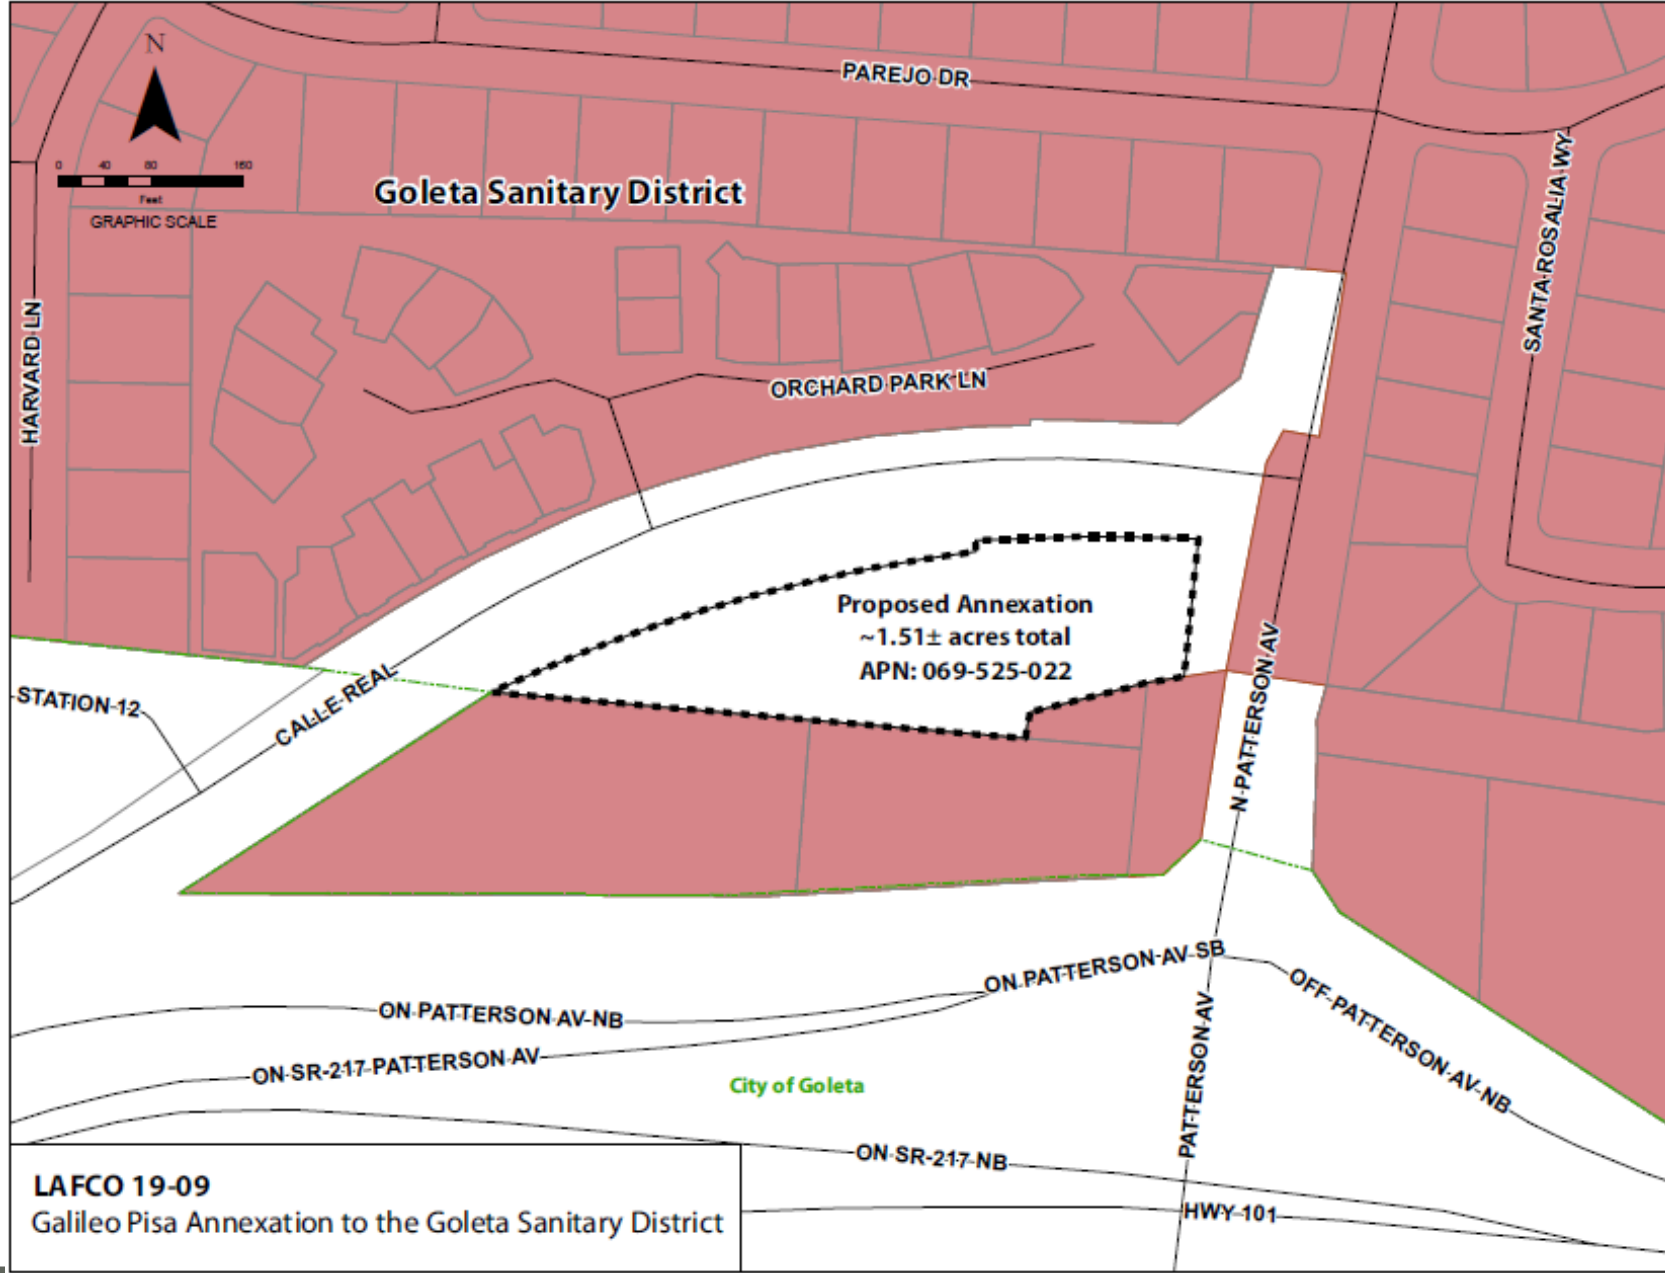 N
PAREJO DR
0 40 80 160
Feet
GRAPHIC SCALE
Goleta Sanitary District
SANTA ROSALIA WY
HARVARD LN
ORCHARD PARK LN
Proposed Annexation
~1.51± acres total
APN: 069-525-022
STATION 12
CALLE REAL
N PATTERSON AV
ON PATTERSON AV SB
OFF PATTERSON AV NB
ON PATTERSON AV NB
ON SR-217 PATTERSON AV
PATTERSON AV
City of Goleta
ON SR-217 NB
HWY 101
LAFCO 19-09
Galileo Pisa Annexation to the Goleta Sanitary District